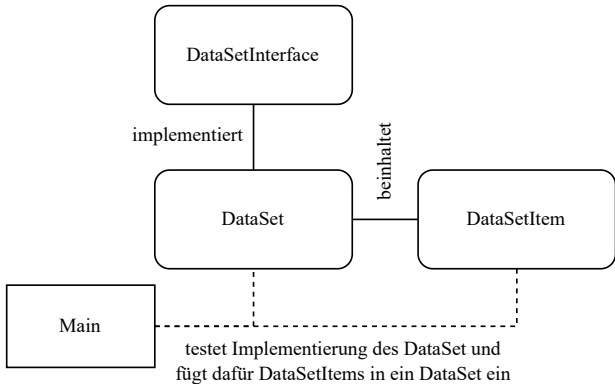 DataSetInterface
implementiert
beinhaltet
DataSet
DataSetItem
Main
testet Implementierung des DataSet und
fügt dafür DataSetItems in ein DataSet ein